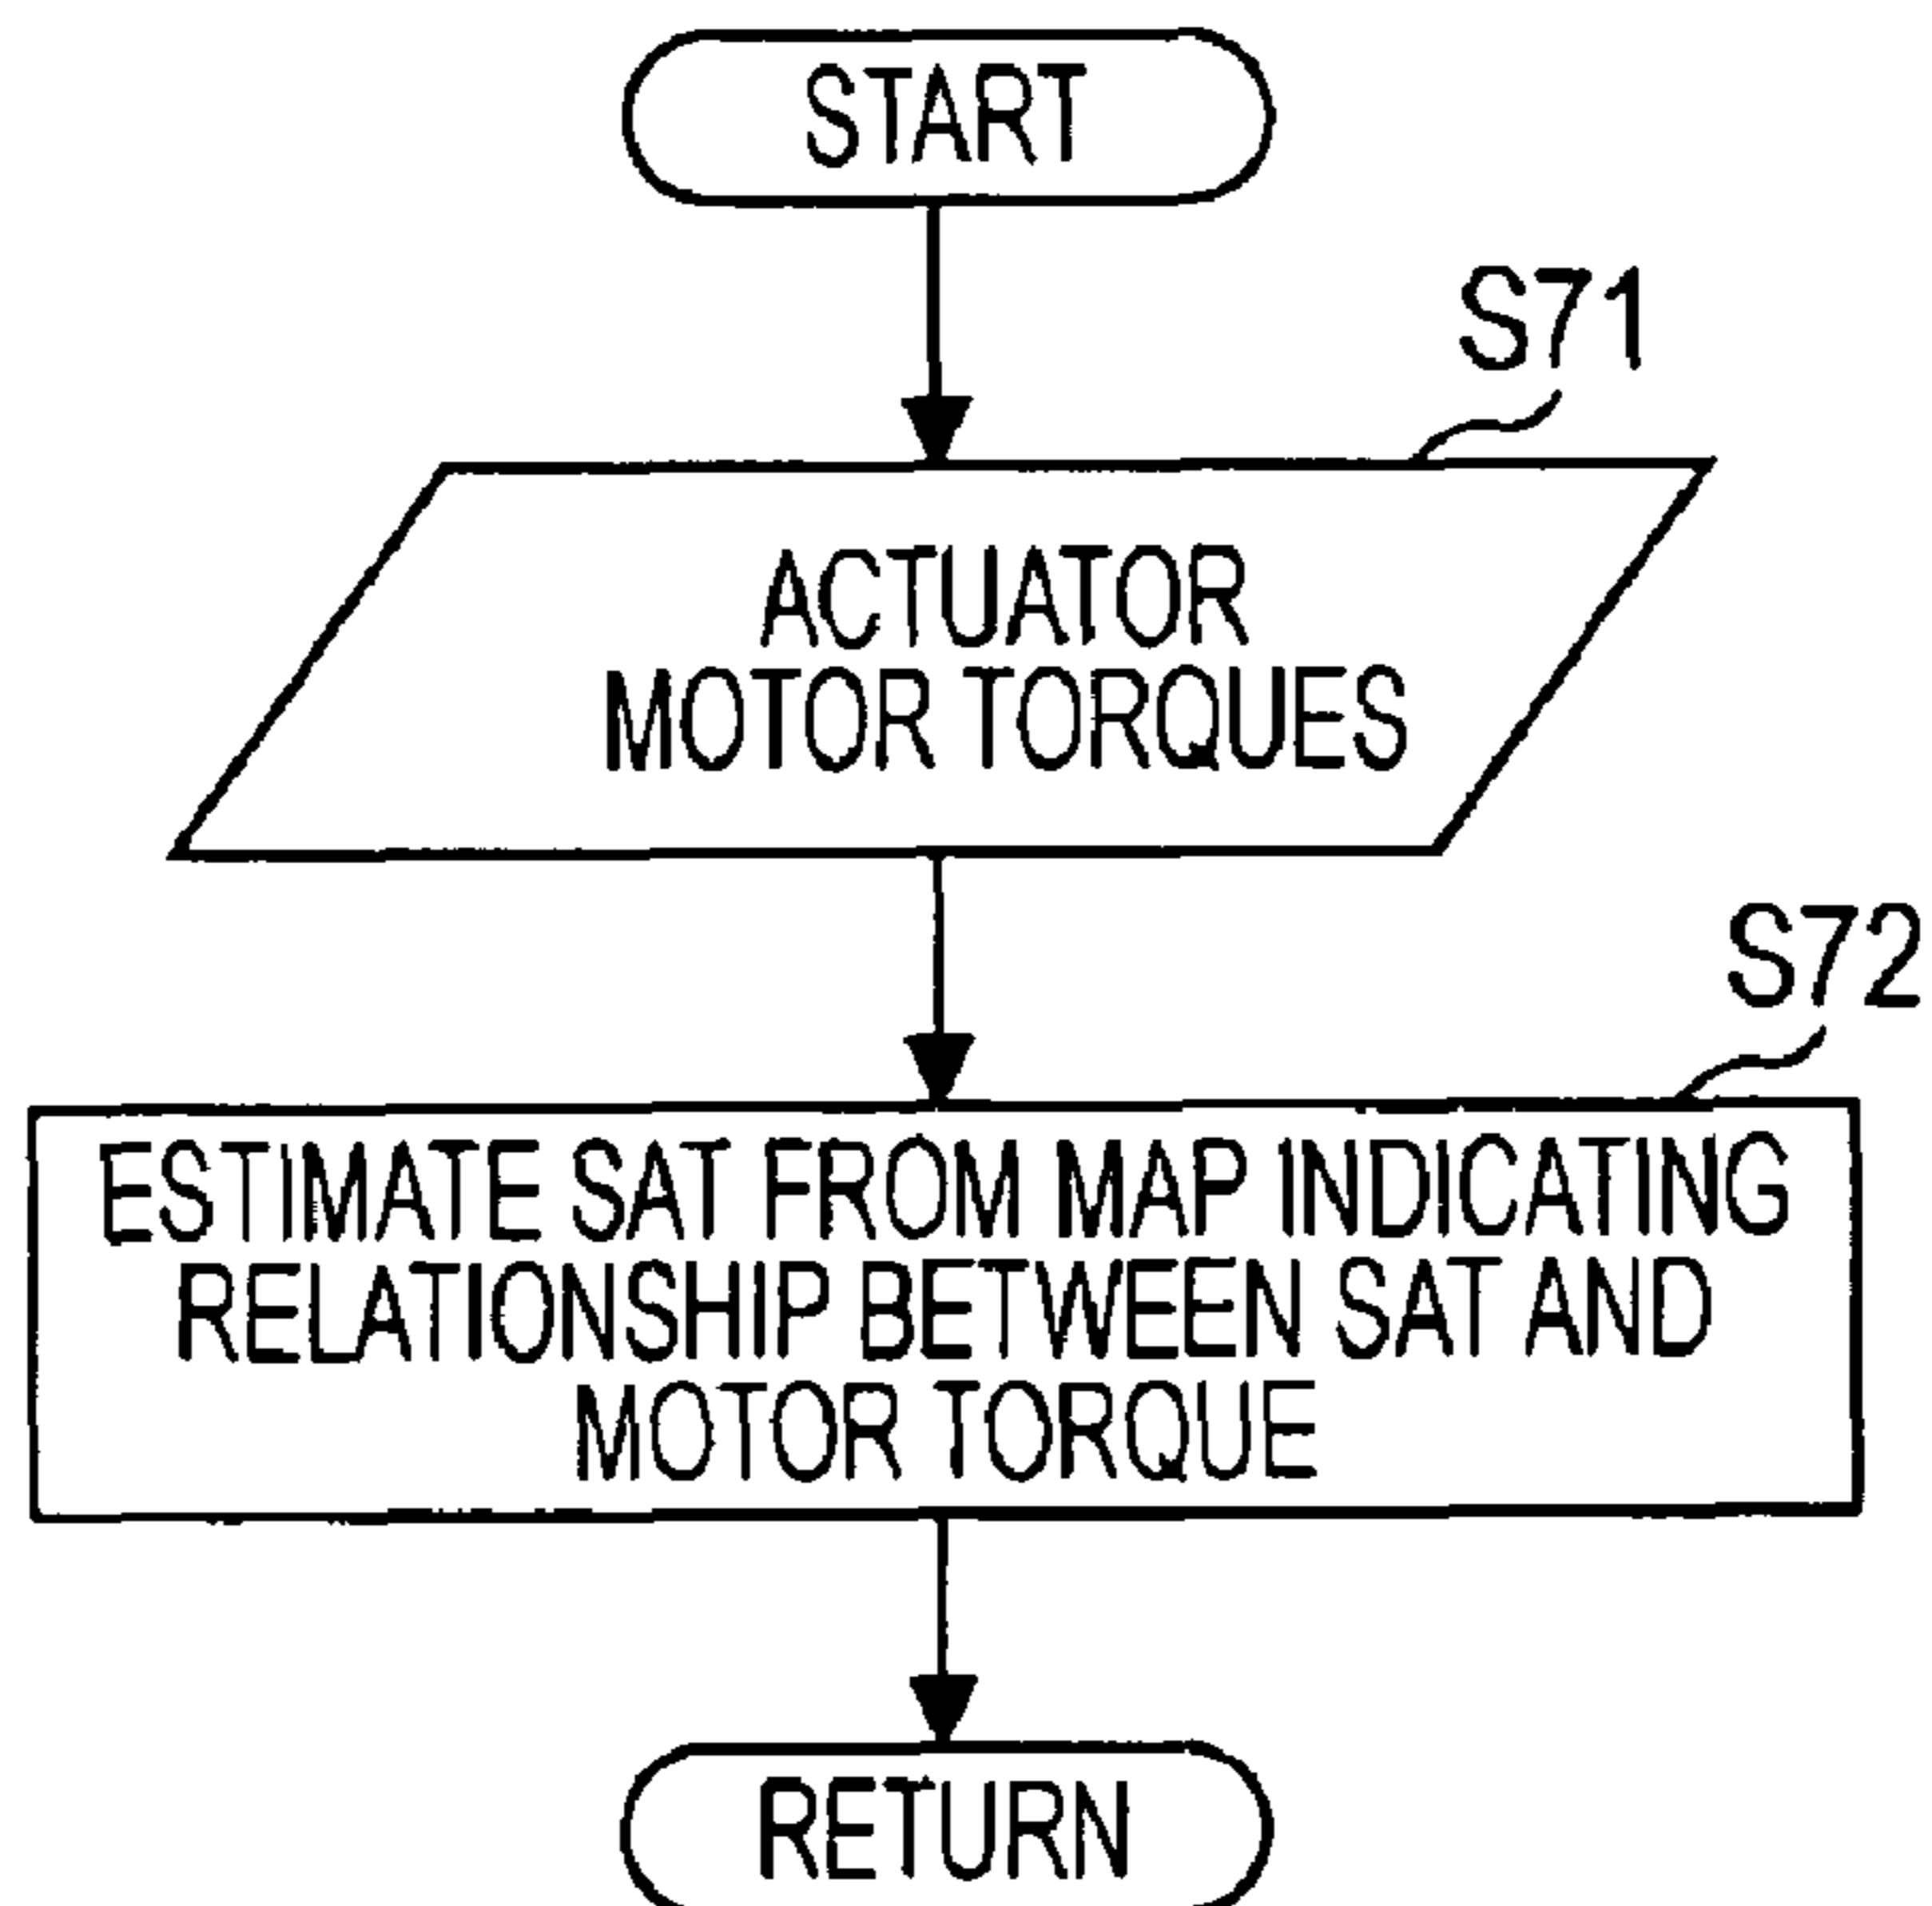 START
S71
ACTUATOR
MOTOR TORQUES
S72
ESTIMATE SAT FROM MAP INDICATING
RELATIONSHIP BETWEEN SAT AND
MOTOR TORQUE
RETURN